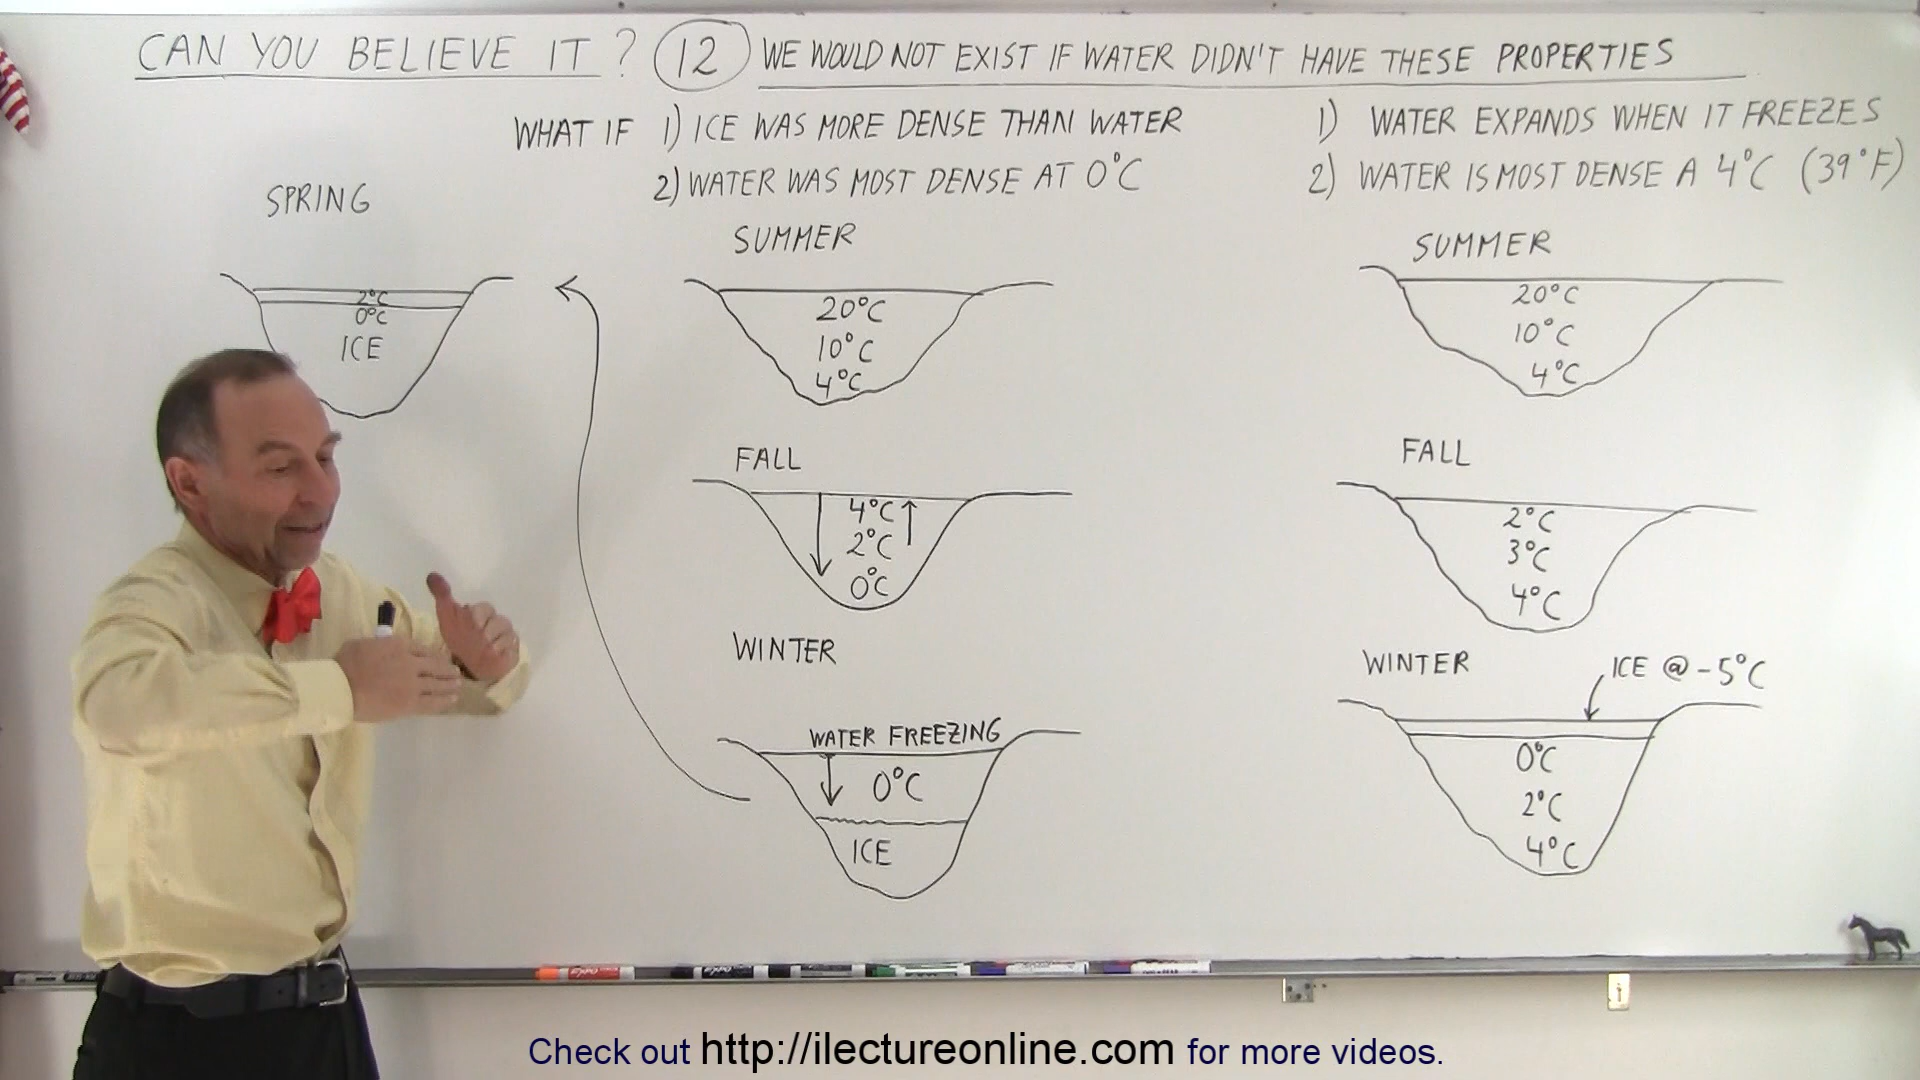 CAN YOU BELIEVE IT? 12 WE WOULD NOT EXIST IF WATER DIDN'T HAVE THESE PROPERTIES
WHAT IF 1) ICE WAS MORE DENSE THAN WATER
2) WATER WAS MOST DENSE AT 0°C
1) WATER EXPANDS WHEN IT FREEZES
2) WATER IS MOST DENSE A 4°C (39°F)
SPRING
2°C
0°C
ICE
SUMMER
20°C
10°C
4°C
FALL
4°C
2°C
0°C
WINTER
WATER FREEZING
0°C
ICE
SUMMER
20°C
10°C
4°C
FALL
2°C
3°C
4°C
WINTER
ICE @ -5°C
0°C
2°C
4°C
Check out http://ilectureonline.com for more videos.